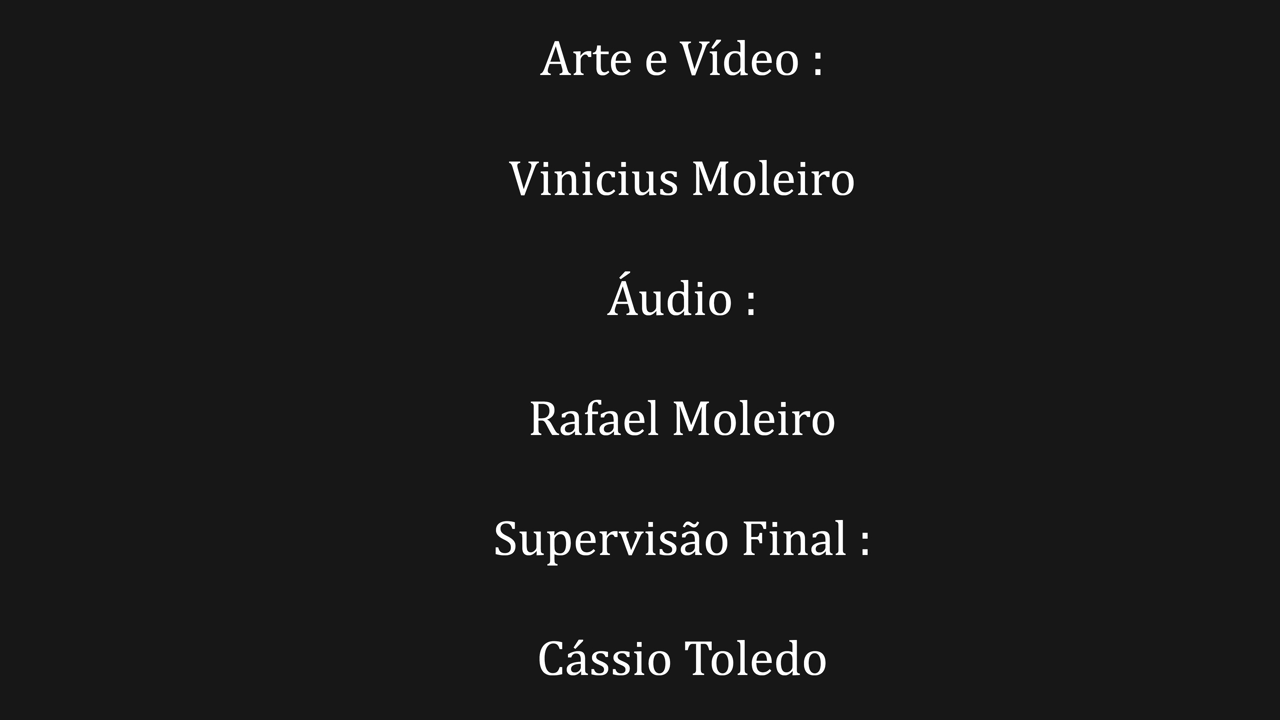 Arte e Vídeo :
Vinicius Moleiro
Áudio :
Rafael Moleiro
Supervisão Final :
Cássio Toledo